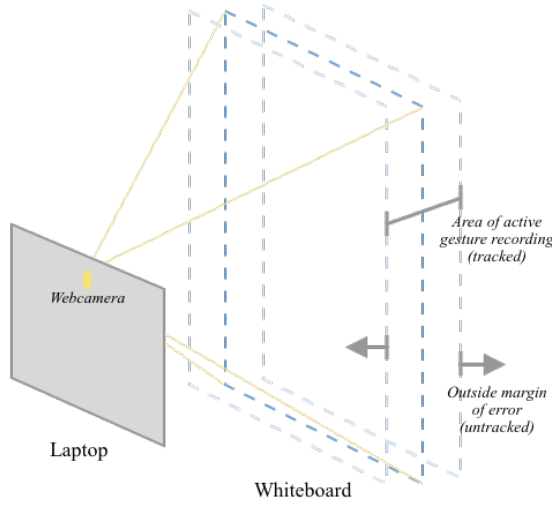 Area of active
gesture recording
(tracked)
Webcamera
Outside margin
of error
(untracked)
Laptop
Whiteboard